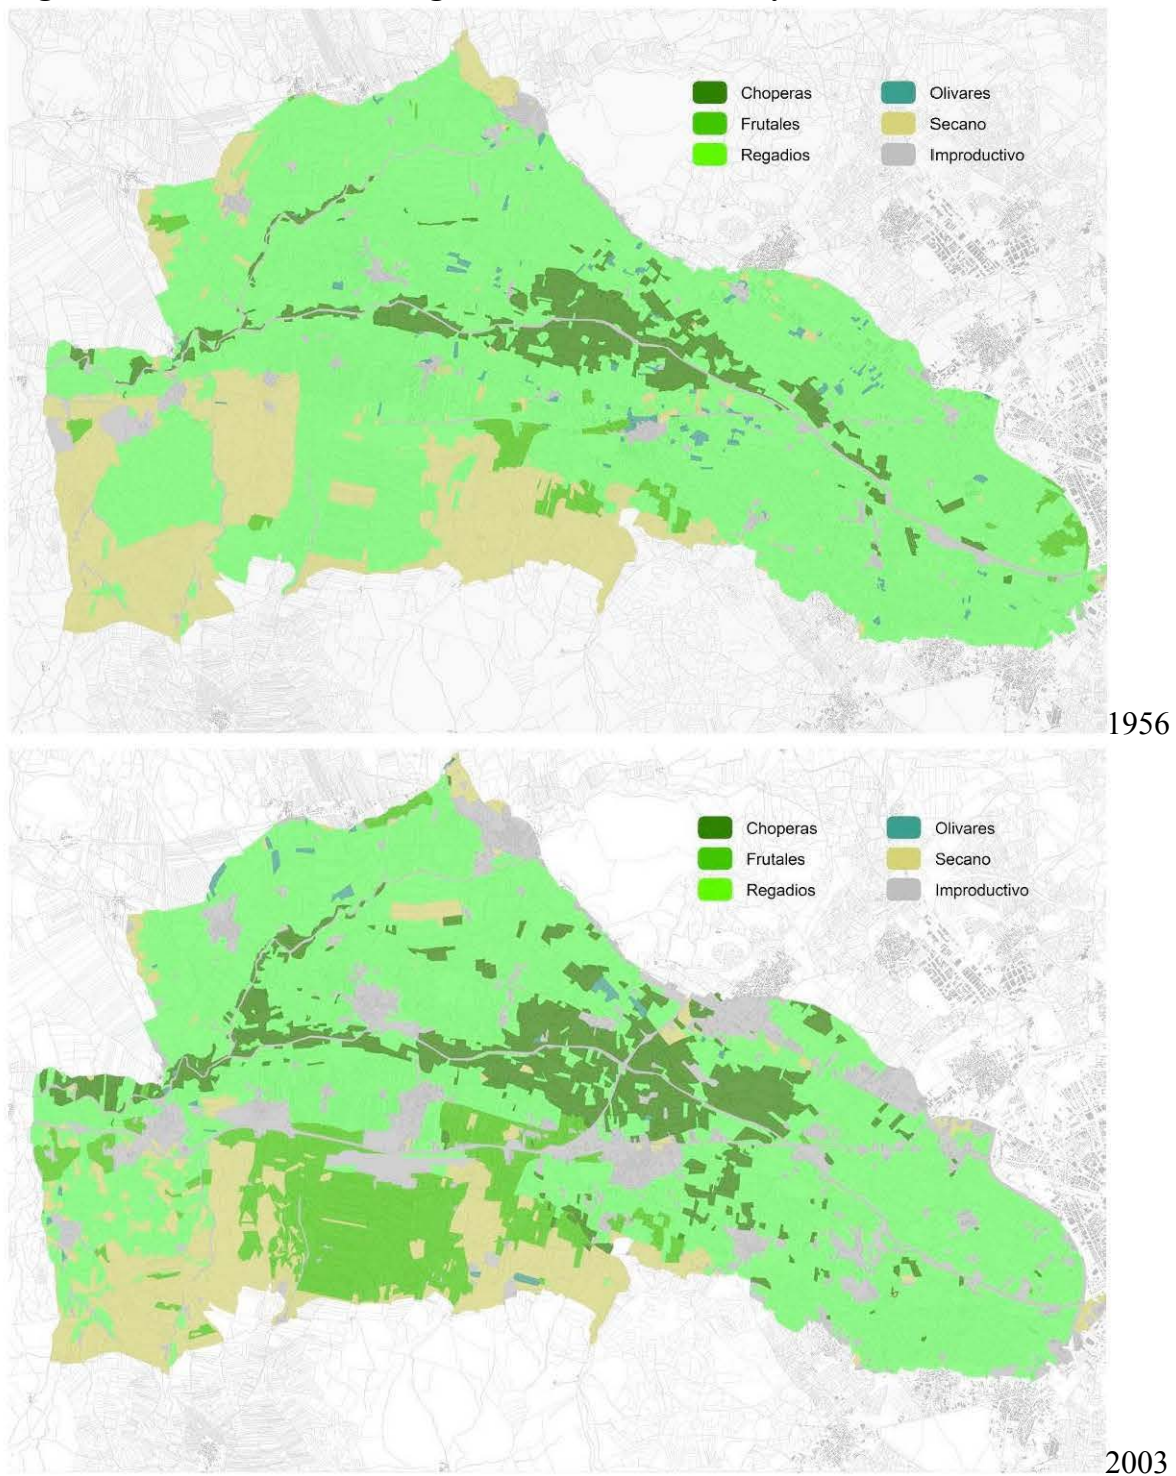 Choperas Olivares
Frutales Secano
Regadios Improductivo
1956
Choperas Olivares
Frutales Secano
Regadios Improductivo
2003